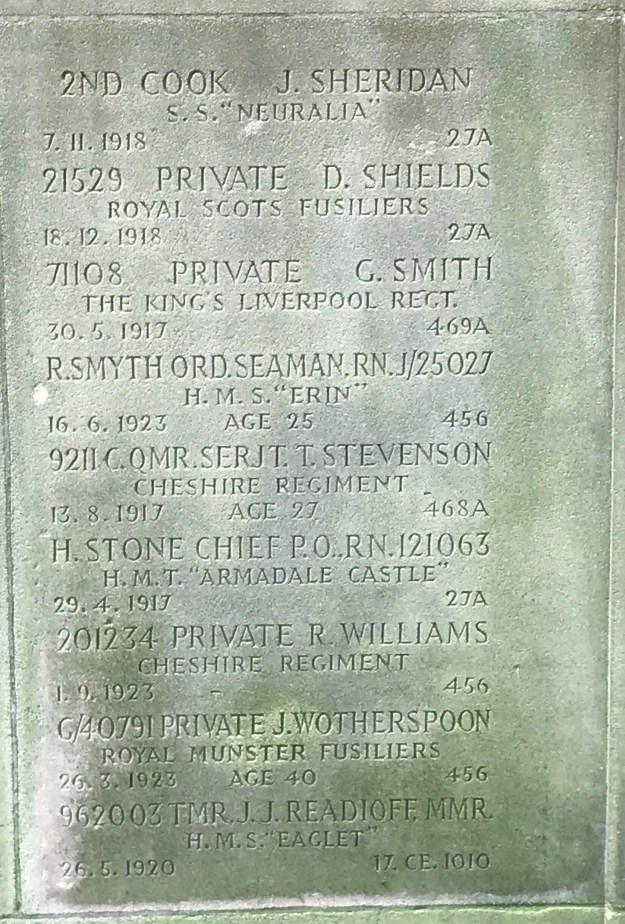 2ND COOK J. SHERIDAN
S.S. "NEURALIA"
7.11.1918 27A
21529 PRIVATE D. SHIELDS
ROYAL SCOTS FUSILIERS
18.12.1918 27A
71108 PRIVATE G. SMITH
THE KING'S LIVERPOOL REGT.
30.5.1917 469A
R.SMYTH ORD.SEAMAN.RN.J/25027
H.M.S. "ERIN"
16.6.1923 AGE 25 456
9211 C.QMR.SERJT. T. STEVENSON
CHESHIRE REGIMENT
13.8.1917 AGE 27 468A
H. STONE CHIEF P.O.,RN.121063
H.M.T. "ARMADALE CASTLE"
29.4.1917 27A
201234 PRIVATE R. WILLIAMS
CHESHIRE REGIMENT
1.9.1923 456
G/40791 PRIVATE J.WOTHERSPOON
ROYAL MUNSTER FUSILIERS
26.3.1923 AGE 40 456
962003 TMR. J.J. READIOFF, MMR.
H.M.S. "EAGLET"
26.5.1920 17. CE. 1010